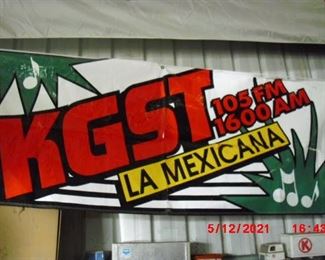 KGST
105 FM
1600 AM
LA MEXICANA
5/12/2021 16:43
K